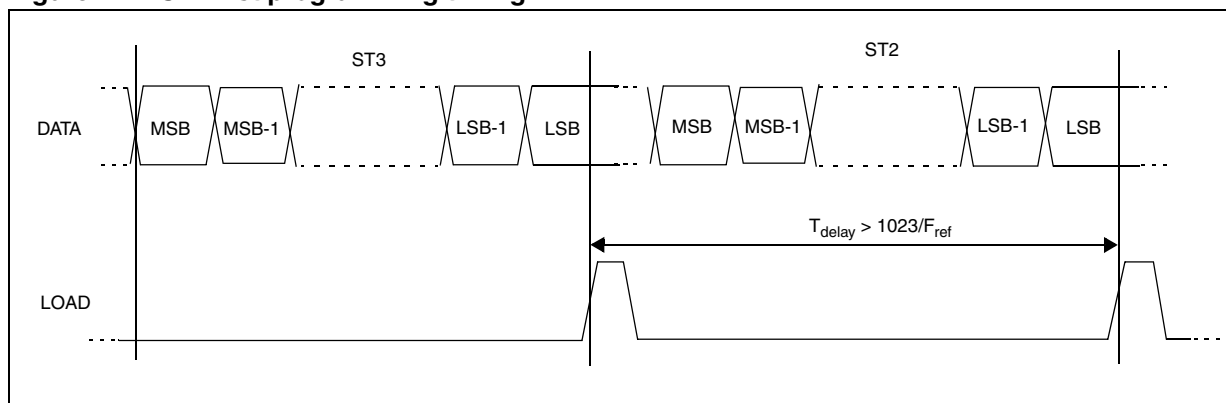 ST3 ST2
DATA MSB MSB-1 LSB-1 LSB MSB MSB-1 LSB-1 LSB
T_delay > 1023/F_ref
LOAD